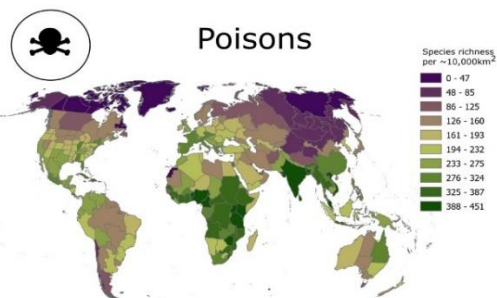 Poisons
Species richness
per ~10,000km²
0 - 47
48 - 85
86 - 125
126 - 160
161 - 193
194 - 232
233 - 275
276 - 324
325 - 387
388 - 451